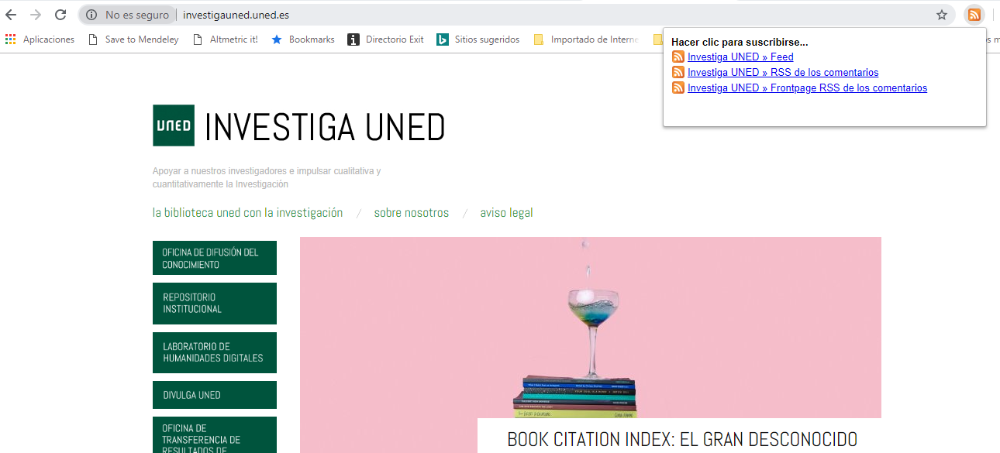 No es seguro
investigauned.uned.es
Aplicaciones
Save to Mendeley
Altmetric it!
Bookmarks
Directorio Exit
Sitios sugeridos
Importado de Interne
Hacer clic para suscribirse...
Investiga UNED » Feed
Investiga UNED » RSS de los comentarios
Investiga UNED » Frontpage RSS de los comentarios
UNED INVESTIGA UNED
Apoyar a nuestros investigadores e impulsar cualitativa y
cuantitativamente la Investigación
la biblioteca uned con la investigación / sobre nosotros / aviso legal
OFICINA DE DIFUSIÓN DEL
CONOCIMIENTO
REPOSITORIO
INSTITUCIONAL
LABORATORIO DE
HUMANIDADES DIGITALES
DIVULGA UNED
OFICINA DE
TRANSFERENCIA DE
RESULTADOS DE
BOOK CITATION INDEX: EL GRAN DESCONOCIDO